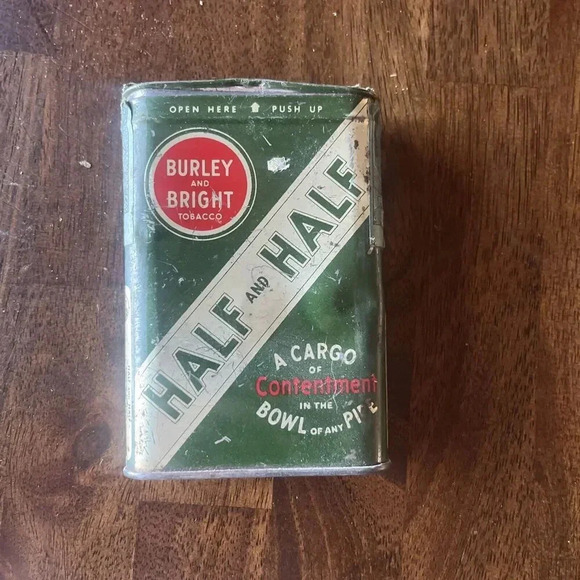 OPEN HERE PUSH UP
BURLEY
AND
BRIGHT
TOBACCO
HALF AND HALF
A CARGO
OF
Contentment
IN THE
BOWL OF ANY PIPE